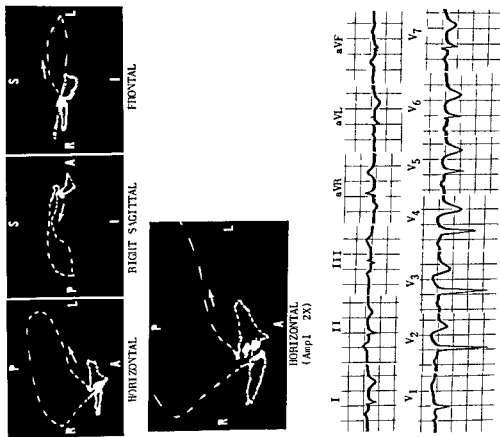 P S S
R L P A R L
A I I
HORIZONTAL RIGHT SAGITTAL FRONTAL
P
R L
A
HORIZONTAL
(Ampl 2X)
I II III aVR aVL aVF
V1 V2 V3 V4 V5 V6 V7